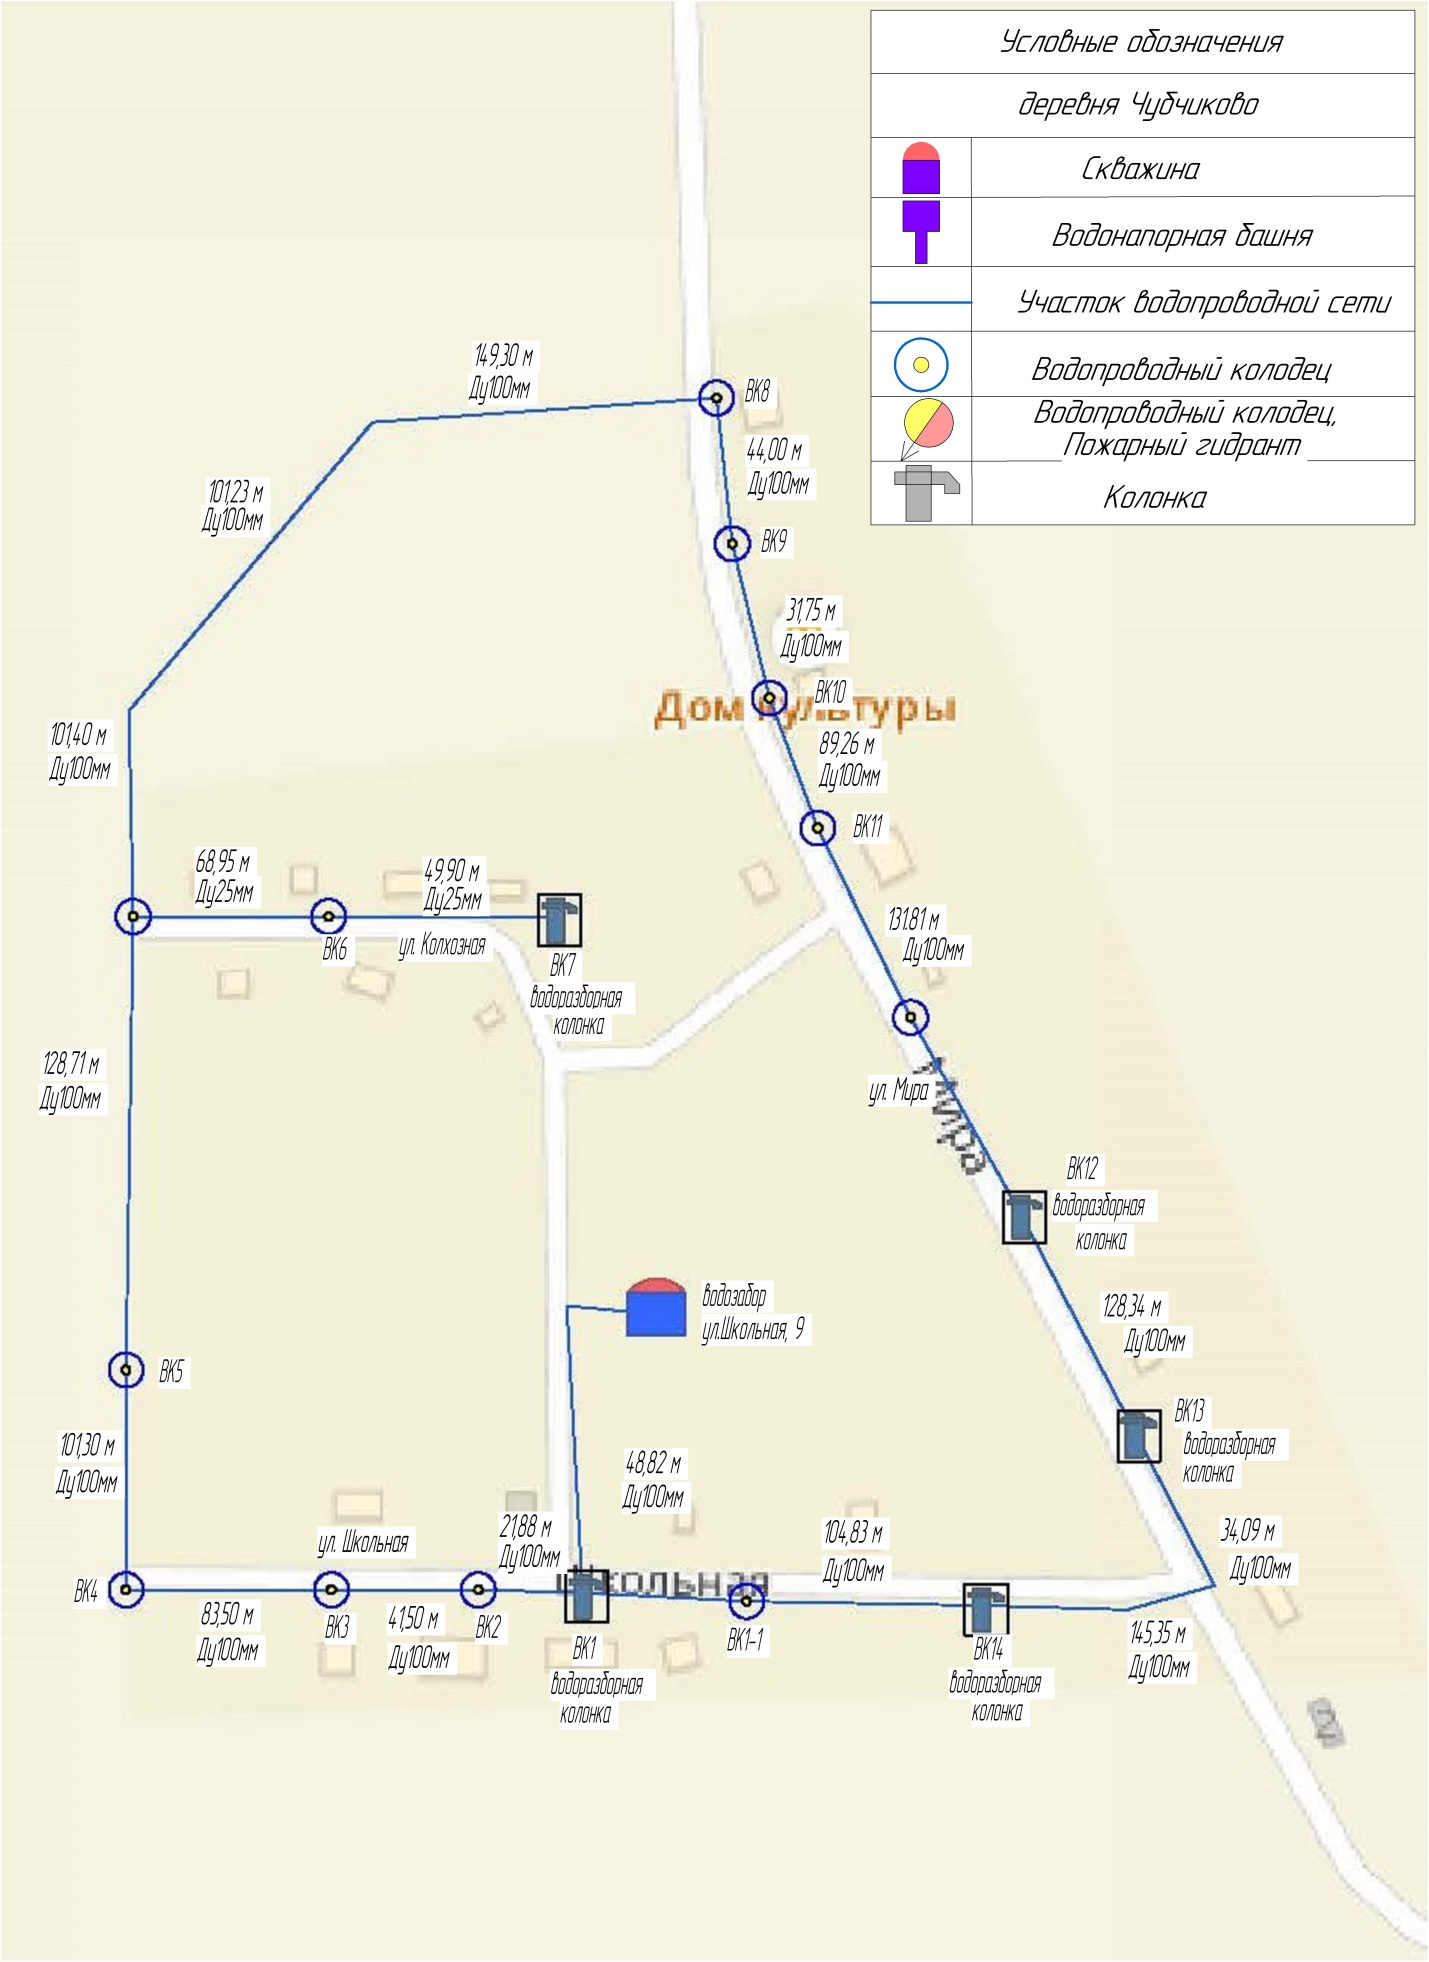 Условные обозначения
деревня Чубчиково
Скважина
Водонапорная башня
Участок водопроводной сети
Водопроводный колодец
Водопроводный колодец,
Пожарный гидрант
Колонка
149,30 м
Ду100мм
ВК8
44,00 м
Ду100мм
101,23 м
Ду100мм
ВК9
31,75 м
Ду100мм
ВК10
Дом культуры
101,40 м
Ду100мм
89,26 м
Ду100мм
ВК11
68,95 м
Ду25мм
49,90 м
Ду25мм
131.81 м
Ду100мм
ВК6
ул. Колхозная
ВК7
водоразборная
колонка
128,71 м
Ду100мм
ул. Мира
Мира
ВК12
водоразборная
колонка
водозабор
ул.Школьная, 9
128,34 м
Ду100мм
ВК5
ВК13
водоразборная
колонка
101,30 м
Ду100мм
48,82 м
Ду100мм
21,88 м
Ду100мм
104,83 м
Ду100мм
34,09 м
Ду100мм
ул. Школьная
Школьная
ВК4
83,50 м
Ду100мм
ВК3
41,50 м
Ду100мм
ВК2
ВК1
водоразборная
колонка
ВК1-1
ВК14
водоразборная
колонка
145,35 м
Ду100мм